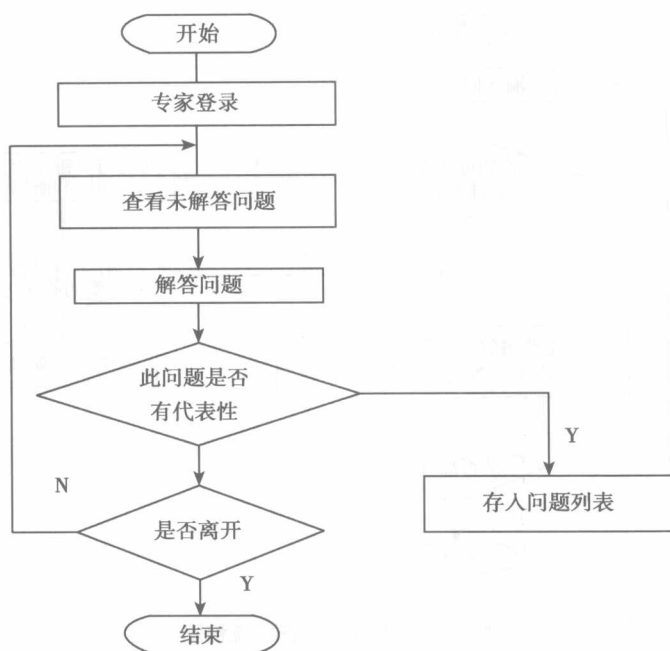 开始
专家登录
查看未解答问题
解答问题
此问题是否
有代表性
Y
N
存入问题列表
是否离开
Y
结束